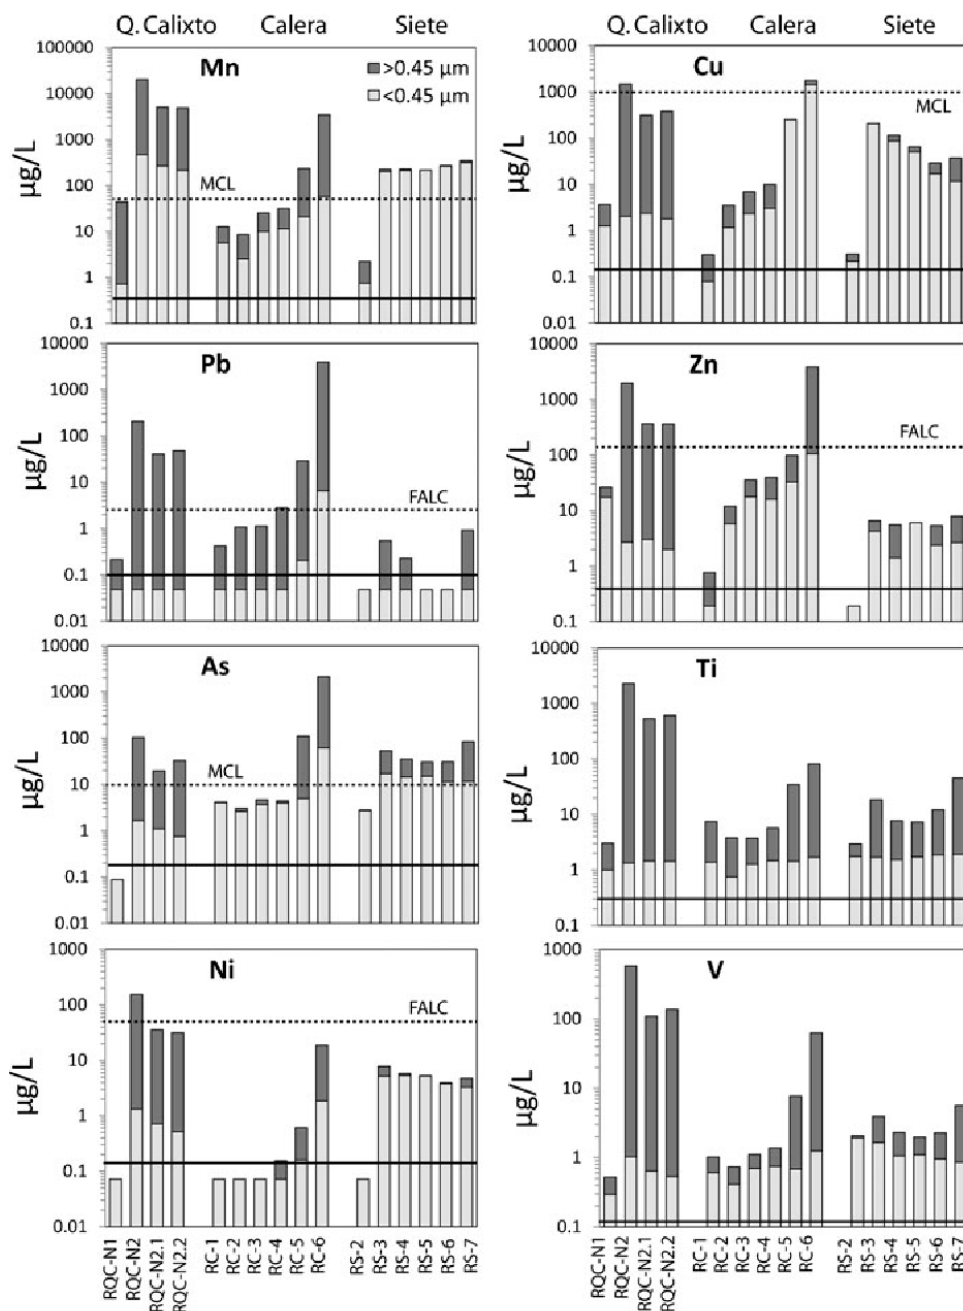 Q. Calixto Calera Siete Q. Calixto Calera Siete
Mn
>0.45 µm
<0.45 µm
µg/L
100000
10000
1000
100
10
1
0.1
MCL
Cu
µg/L
10000
1000
100
10
1
0.1
0.01
MCL
Pb
µg/L
10000
1000
100
10
1
0.1
0.01
FALC
Zn
µg/L
10000
1000
100
10
1
0.1
FALC
As
µg/L
10000
1000
100
10
1
0.1
0.01
MCL
Ti
µg/L
10000
1000
100
10
1
0.1
Ni
µg/L
1000
100
10
1
0.1
0.01
FALC
RQC-N1
RQC-N2
RQC-N2.1
RQC-N2.2
RC-1
RC-2
RC-3
RC-4
RC-5
RC-6
RS-2
RS-3
RS-4
RS-5
RS-6
RS-7
V
µg/L
1000
100
10
1
0.1
RQC-N1
RQC-N2
RQC-N2.1
RQC-N2.2
RC-1
RC-2
RC-3
RC-4
RC-5
RC-6
RS-2
RS-3
RS-4
RS-5
RS-6
RS-7